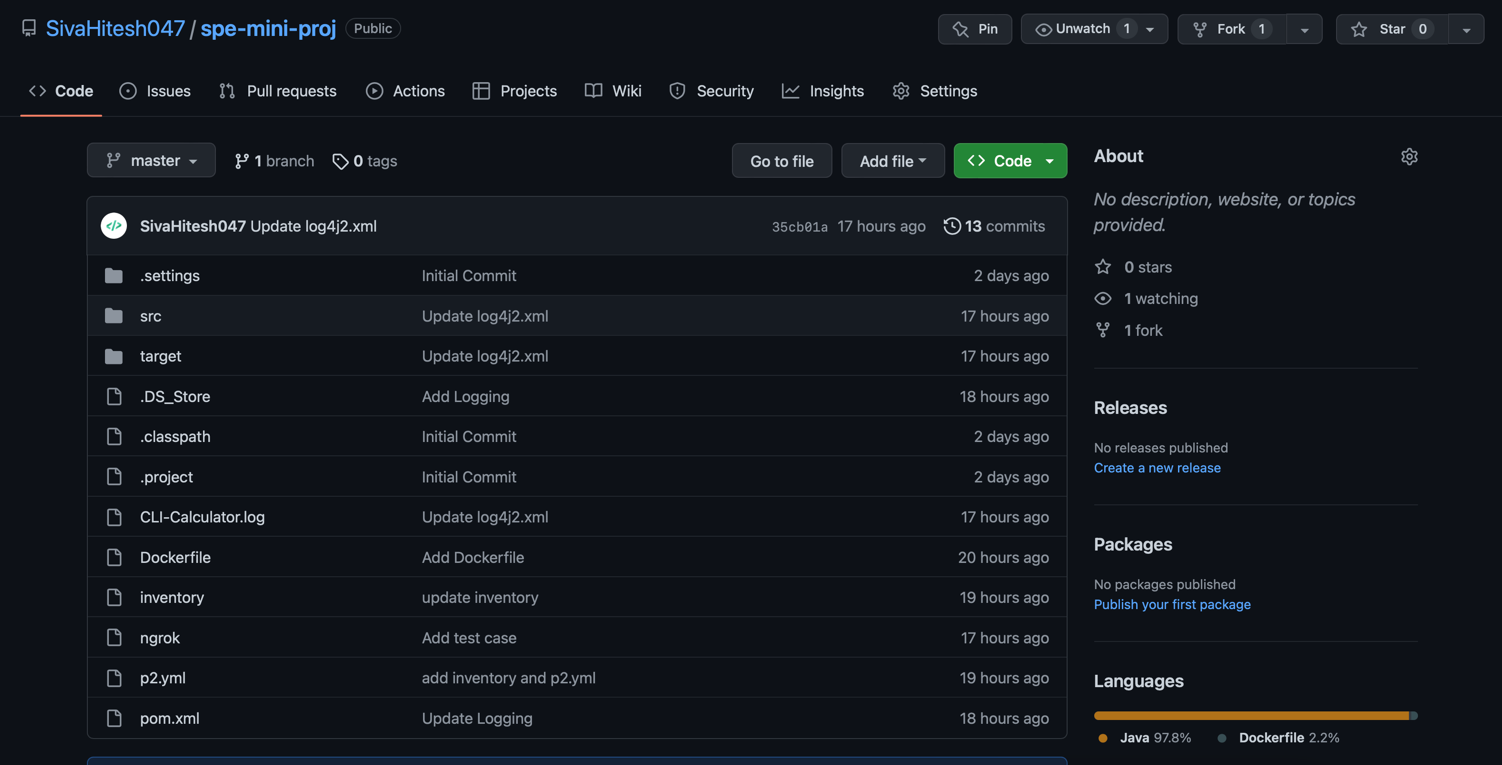 SivaHitesh047 / spe-mini-proj Public
Pin Unwatch 1 Fork 1 Star 0
Code Issues Pull requests Actions Projects Wiki Security Insights Settings
master 1 branch 0 tags Go to file Add file Code
SivaHitesh047 Update log4j2.xml 35cb01a 17 hours ago 13 commits
.settings Initial Commit 2 days ago
src Update log4j2.xml 17 hours ago
target Update log4j2.xml 17 hours ago
.DS_Store Add Logging 18 hours ago
.classpath Initial Commit 2 days ago
.project Initial Commit 2 days ago
CLI-Calculator.log Update log4j2.xml 17 hours ago
Dockerfile Add Dockerfile 20 hours ago
inventory update inventory 19 hours ago
ngrok Add test case 17 hours ago
p2.yml add inventory and p2.yml 19 hours ago
pom.xml Update Logging 18 hours ago
About
No description, website, or topics
provided.
0 stars
1 watching
1 fork
Releases
No releases published
Create a new release
Packages
No packages published
Publish your first package
Languages
Java 97.8% Dockerfile 2.2%